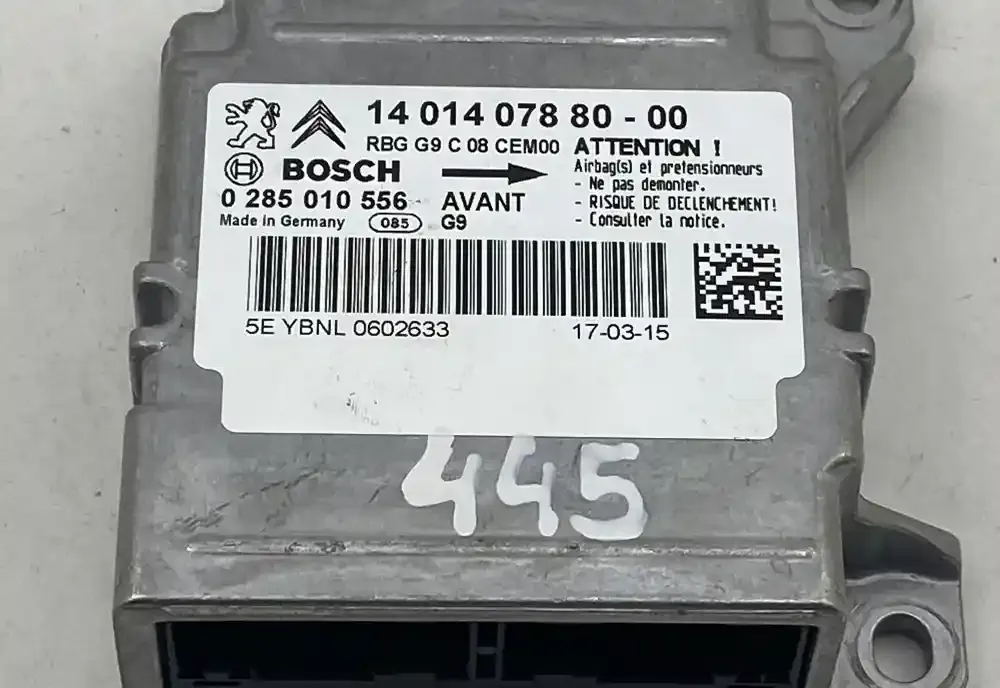 14 014 078 80 - 00
RBG G9 C 08 CEM00
BOSCH
0 285 010 556
Made in Germany
085
AVANT
G9
ATTENTION !
Airbag(s) et pretensionneurs
- Ne pas demonter.
- RISQUE DE DECLENCHEMENT!
- Consulter la notice.
5E YBNL 0602633
17-03-15
445